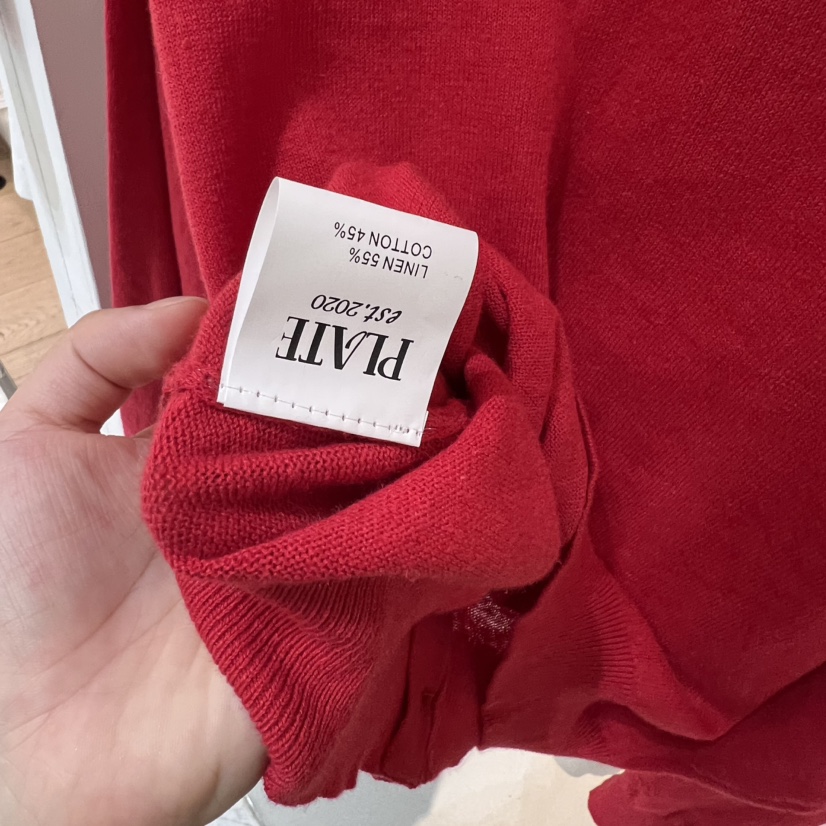 PLATE
est.2020
LINEN 55%
COTTON 45%